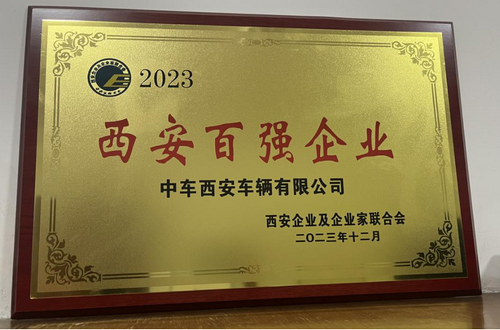 2023
西安百强企业
中车西安车辆有限公司
西安企业及企业家联合会
二〇二三年十二月